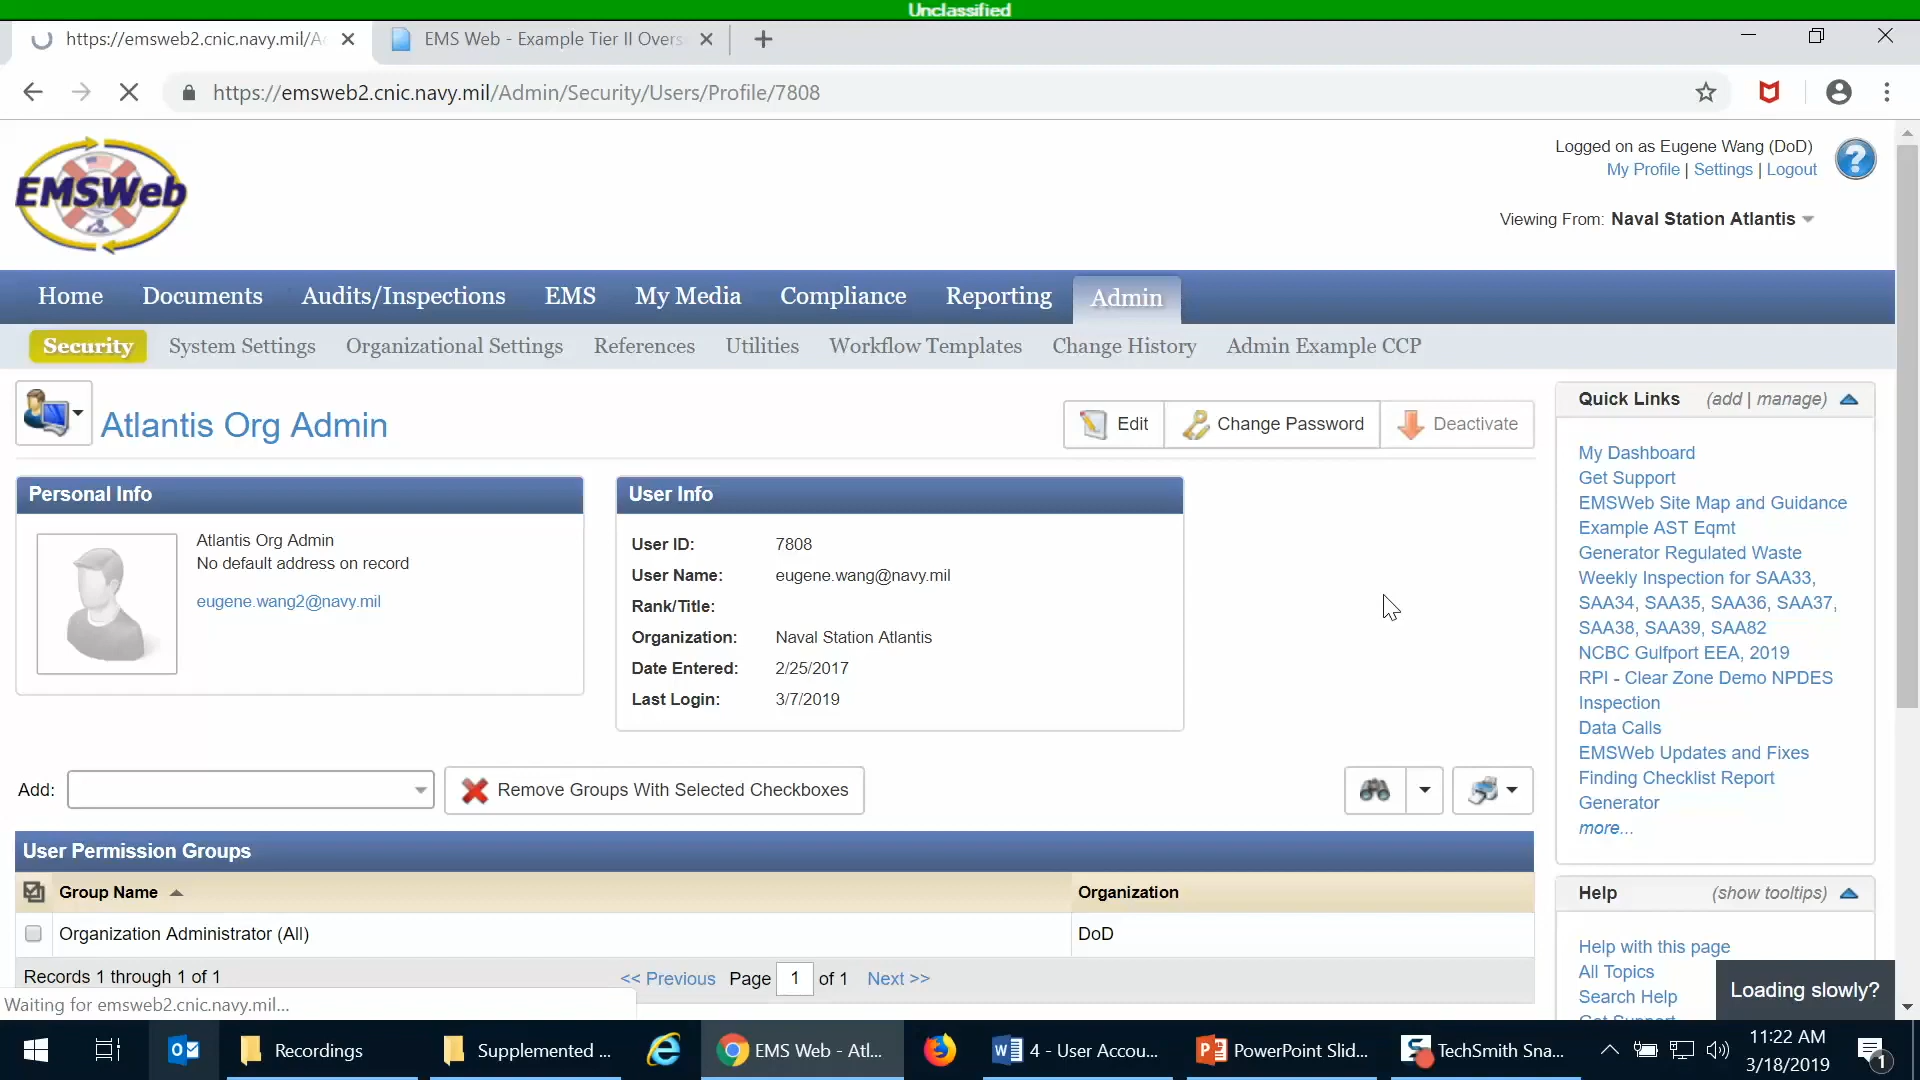 Unclassified
https://emsweb2.cnic.navy.mil/A
EMS Web - Example Tier II Overs
https://emsweb2.cnic.navy.mil/Admin/Security/Users/Profile/7808
EMSWeb
Logged on as Eugene Wang (DoD)
My Profile | Settings | Logout
?
Viewing From: Naval Station Atlantis
Home Documents Audits/Inspections EMS My Media Compliance Reporting Admin
Security System Settings Organizational Settings References Utilities Workflow Templates Change History Admin Example CCP
Atlantis Org Admin
Edit Change Password Deactivate
Personal Info
Atlantis Org Admin
No default address on record
eugene.wang2@navy.mil
User Info
User ID: 7808
User Name: eugene.wang@navy.mil
Rank/Title:
Organization: Naval Station Atlantis
Date Entered: 2/25/2017
Last Login: 3/7/2019
Add:
Remove Groups With Selected Checkboxes
User Permission Groups
Group Name Organization
Organization Administrator (All) DoD
Records 1 through 1 of 1 << Previous Page 1 of 1 Next >>
Quick Links (add | manage)
My Dashboard
Get Support
EMSWeb Site Map and Guidance
Example AST Eqmt
Generator Regulated Waste
Weekly Inspection for SAA33,
SAA34, SAA35, SAA36, SAA37,
SAA38, SAA39, SAA82
NCBC Gulfport EEA, 2019
RPI - Clear Zone Demo NPDES
Inspection
Data Calls
EMSWeb Updates and Fixes
Finding Checklist Report
Generator
more...
Help (show tooltips)
Help with this page
All Topics
Search Help
Get Support
Loading slowly?
Waiting for emsweb2.cnic.navy.mil...
Recordings
Supplemented ...
EMS Web - Atl...
4 - User Accou...
PowerPoint Slid...
TechSmith Sna...
11:22 AM
3/18/2019
1